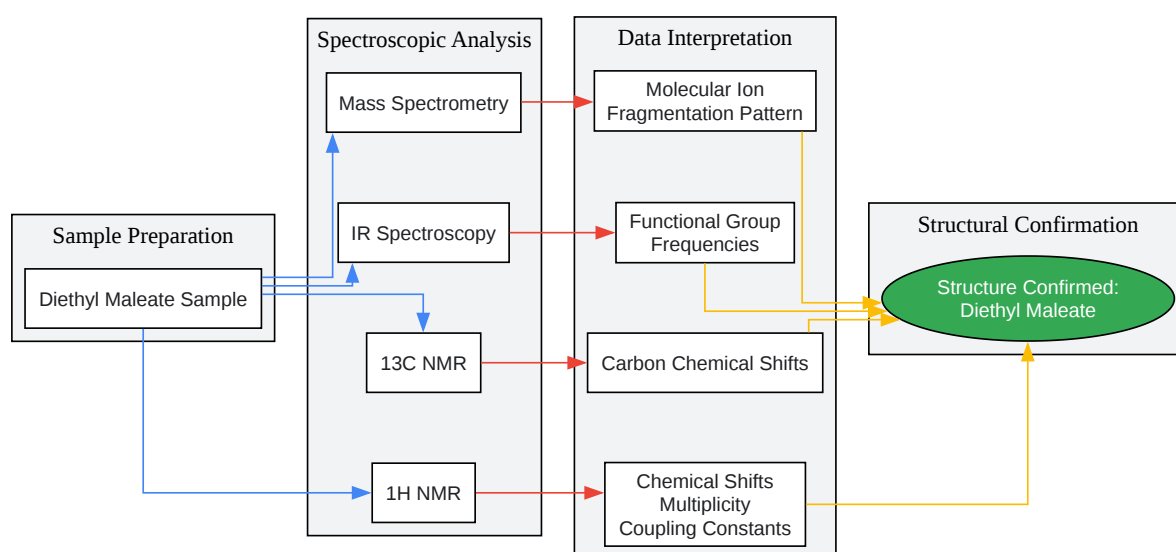 Spectroscopic Analysis
Mass Spectrometry
IR Spectroscopy
13C NMR
1H NMR
Data Interpretation
Molecular Ion
Fragmentation Pattern
Functional Group
Frequencies
Carbon Chemical Shifts
Chemical Shifts
Multiplicity
Coupling Constants
Sample Preparation
Diethyl Maleate Sample
Structural Confirmation
Structure Confirmed:
Diethyl Maleate